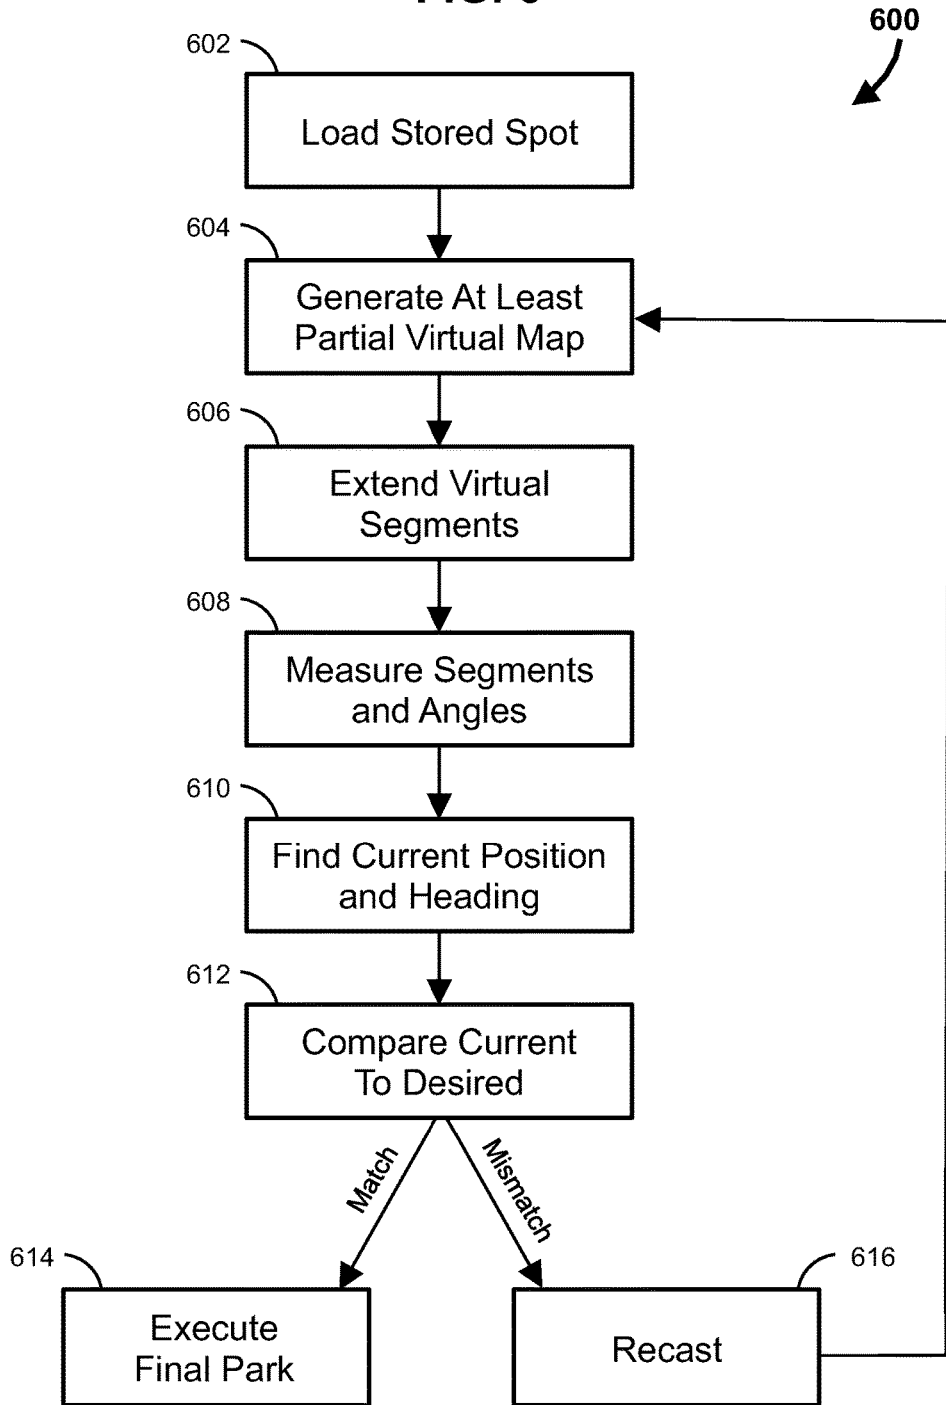 600
602
Load Stored Spot
604
Generate At Least
Partial Virtual Map
606
Extend Virtual
Segments
608
Measure Segments
and Angles
610
Find Current Position
and Heading
612
Compare Current
To Desired
Match
Mismatch
614
Execute
Final Park
616
Recast